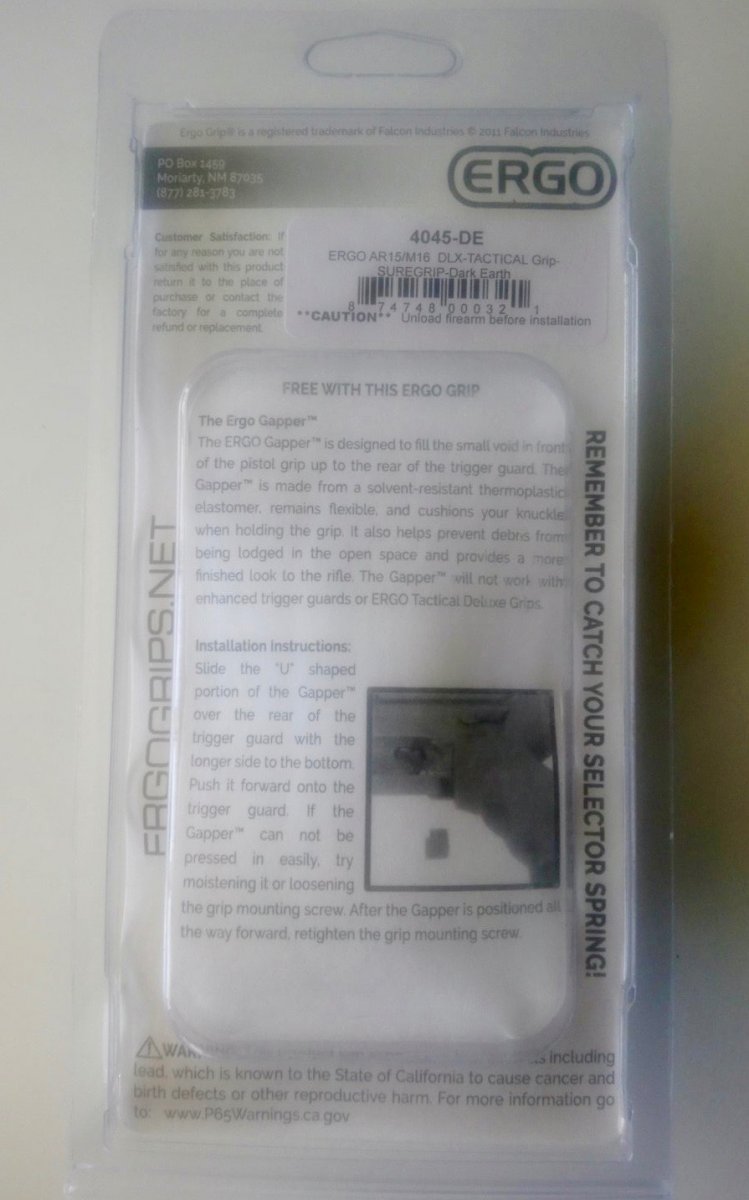 Ergo Grip® is a registered trademark of Falcon Industries © 2011 Falcon Industries
PO Box 1459
Moriarty, NM 87035
(877) 281-3783
ERGO
Customer Satisfaction: If
for any reason you are not
satisfied with this product
return it to the place of
purchase or contact the
factory for a complete
refund or replacement.
4045-DE
ERGO AR15/M16 DLX-TACTICAL Grip-
SUREGRIP-Dark Earth
8 74748 00032 1
**CAUTION** Unload firearm before installation
FREE WITH THIS ERGO GRIP
The Ergo Gapper™
The ERGO Gapper™ is designed to fill the small void in front
of the pistol grip up to the rear of the trigger guard. The
Gapper™ is made from a solvent-resistant thermoplastic
elastomer, remains flexible, and cushions your knuckle
when holding the grip. It also helps prevent debris from
being lodged in the open space and provides a more
finished look to the rifle. The Gapper™ will not work with
enhanced trigger guards or ERGO Tactical Deluxe Grips.
Installation Instructions:
Slide the "U" shaped
portion of the Gapper™
over the rear of the
trigger guard with the
longer side to the bottom.
Push it forward onto the
trigger guard. If the
Gapper™ can not be
pressed in easily, try
moistening it or loosening
the grip mounting screw. After the Gapper is positioned all
the way forward, retighten the grip mounting screw.
ERGOGRIPS.NET
REMEMBER TO CATCH YOUR SELECTOR SPRING!
including
lead, which is known to the State of California to cause cancer and
birth defects or other reproductive harm. For more information go
to: www.P65Warnings.ca.gov